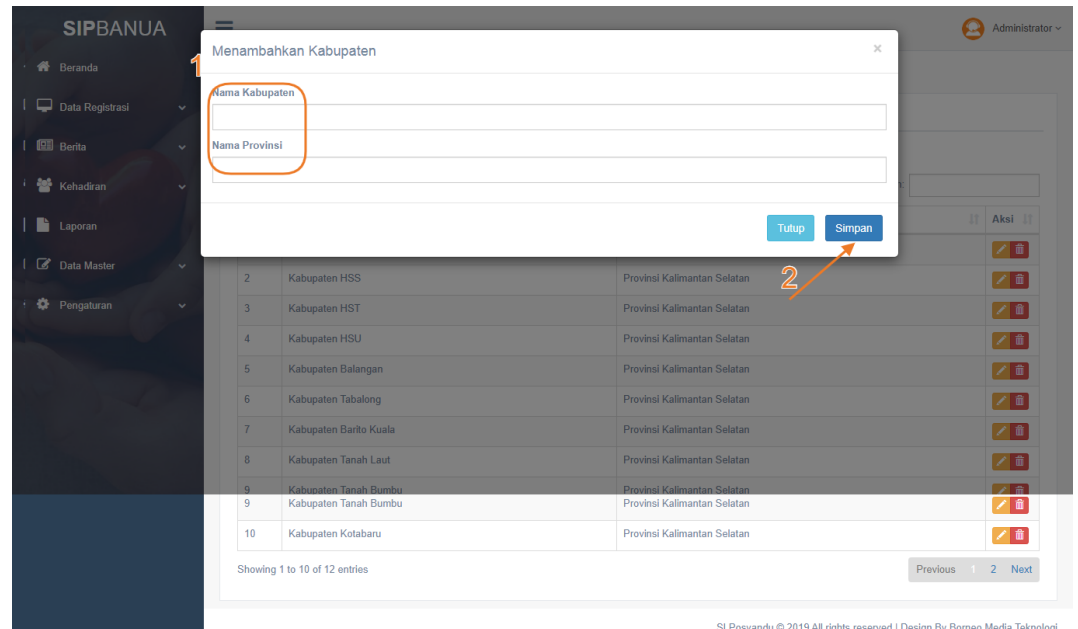 SIPBANUA
Administrator
Menambahkan Kabupaten
×
1
Beranda
Nama Kabupaten
Data Registrasi
Berita
Nama Provinsi
Kehadiran
Laporan
Aksi
Tutup
Simpan
Data Master
2
2 Kabupaten HSS Provinsi Kalimantan Selatan
Pengaturan
3 Kabupaten HST Provinsi Kalimantan Selatan
4 Kabupaten HSU Provinsi Kalimantan Selatan
5 Kabupaten Balangan Provinsi Kalimantan Selatan
6 Kabupaten Tabalong Provinsi Kalimantan Selatan
7 Kabupaten Barito Kuala Provinsi Kalimantan Selatan
8 Kabupaten Tanah Laut Provinsi Kalimantan Selatan
9 Kabupaten Tanah Bumbu Provinsi Kalimantan Selatan
9 Kabupaten Tanah Bumbu Provinsi Kalimantan Selatan
10 Kabupaten Kotabaru Provinsi Kalimantan Selatan
Showing 1 to 10 of 12 entries
Previous 1 2 Next
SI Posyandu © 2019 All rights reserved | Design By Borneo Media Teknologi